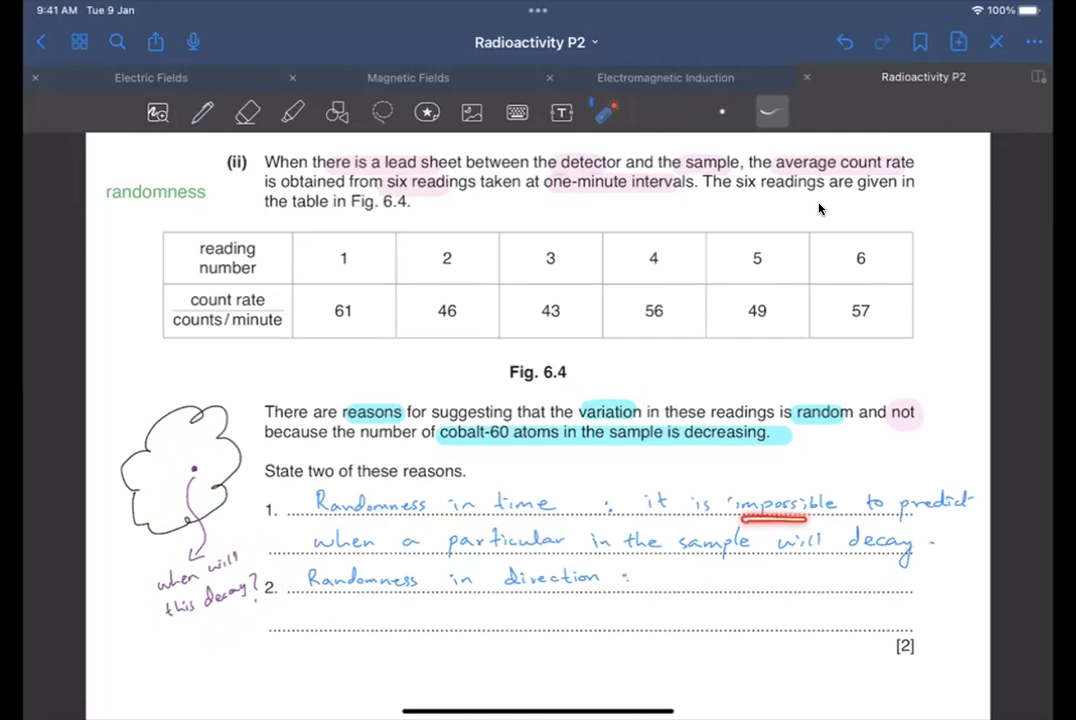 9:41 AM Tue 9 Jan
100%
Radioactivity P2
Electric Fields
Magnetic Fields
Electromagnetic Induction
Radioactivity P2
(ii) When there is a lead sheet between the detector and the sample, the average count rate
is obtained from six readings taken at one-minute intervals. The six readings are given in
the table in Fig. 6.4.
randomness
reading number 1 2 3 4 5 6
count rate counts/minute 61 46 43 56 49 57
Fig. 6.4
There are reasons for suggesting that the variation in these readings is random and not
because the number of cobalt-60 atoms in the sample is decreasing.
State two of these reasons.
1. Randomness in time : it is impossible to predict
when a particular in the sample will decay.
2. Randomness in direction :
[2]
when will
this decay?